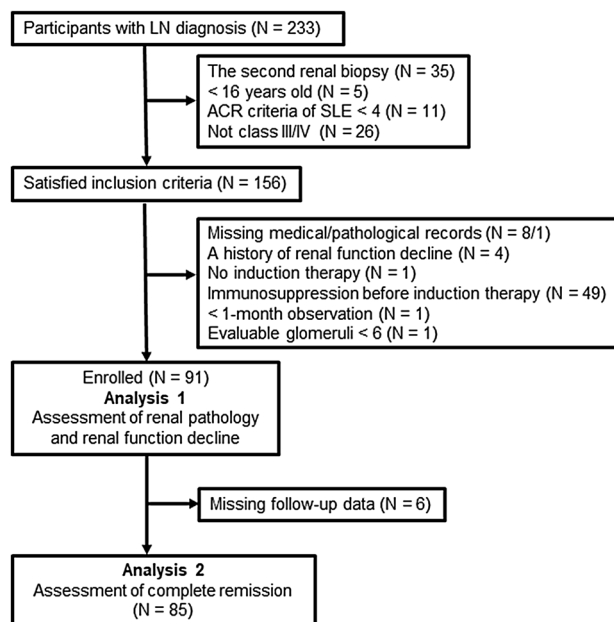 Participants with LN diagnosis (N = 233)
The second renal biopsy (N = 35)
< 16 years old (N = 5)
ACR criteria of SLE < 4 (N = 11)
Not class III/IV (N = 26)
Satisfied inclusion criteria (N = 156)
Missing medical/pathological records (N = 8/1)
A history of renal function decline (N = 4)
No induction therapy (N = 1)
Immunosuppression before induction therapy (N = 49)
< 1-month observation (N = 1)
Evaluable glomeruli < 6 (N = 1)
Enrolled (N = 91)
Analysis 1
Assessment of renal pathology
and renal function decline
Missing follow-up data (N = 6)
Analysis 2
Assessment of complete remission
(N = 85)